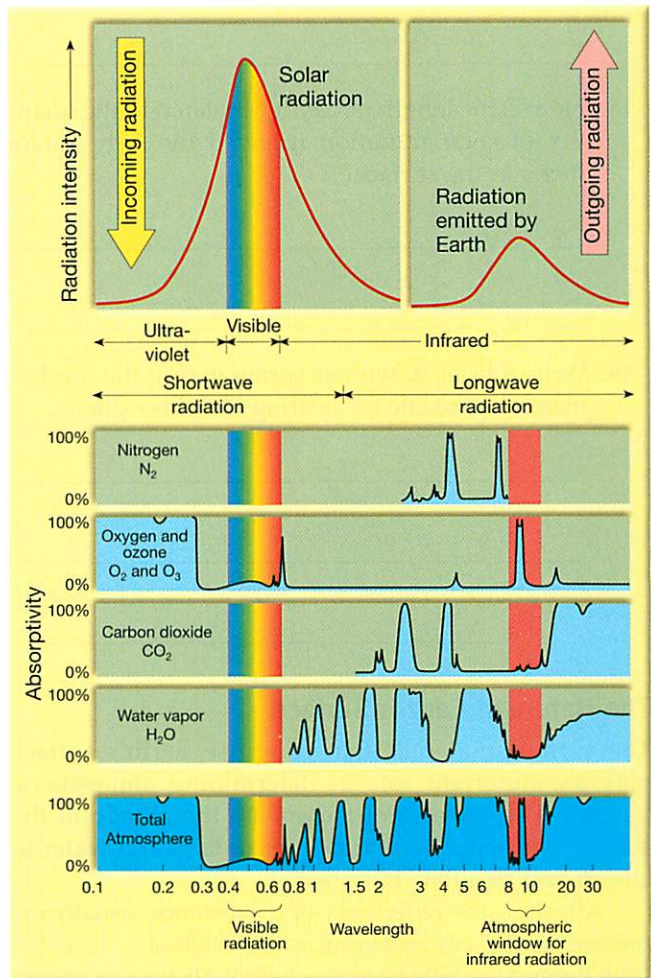 Radiation intensity
Incoming radiation
Solar
radiation
Radiation
emitted by
Earth
Outgoing radiation
Ultra-
violet
Visible
Infrared
Shortwave
radiation
Longwave
radiation
Absorptivity
100%
Nitrogen
N₂
0%
100%
Oxygen and
ozone
O₂ and O₃
0%
100%
Carbon dioxide
CO₂
0%
100%
Water vapor
H₂O
0%
100%
Total
Atmosphere
0%
0.1 0.2 0.3 0.4 0.6 0.8 1 1.5 2 3 4 5 6 8 10 20 30
Visible
radiation
Wavelength
Atmospheric
window for
infrared radiation